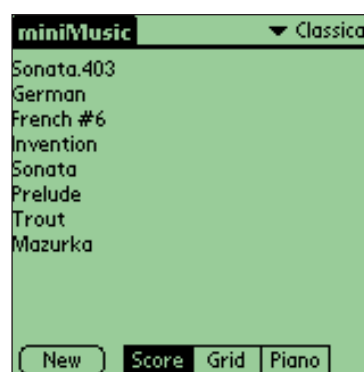 miniMusic ▼ Classica
Sonata.403
German
French #6
Invention
Sonata
Prelude
Trout
Mazurka
New Score Grid Piano